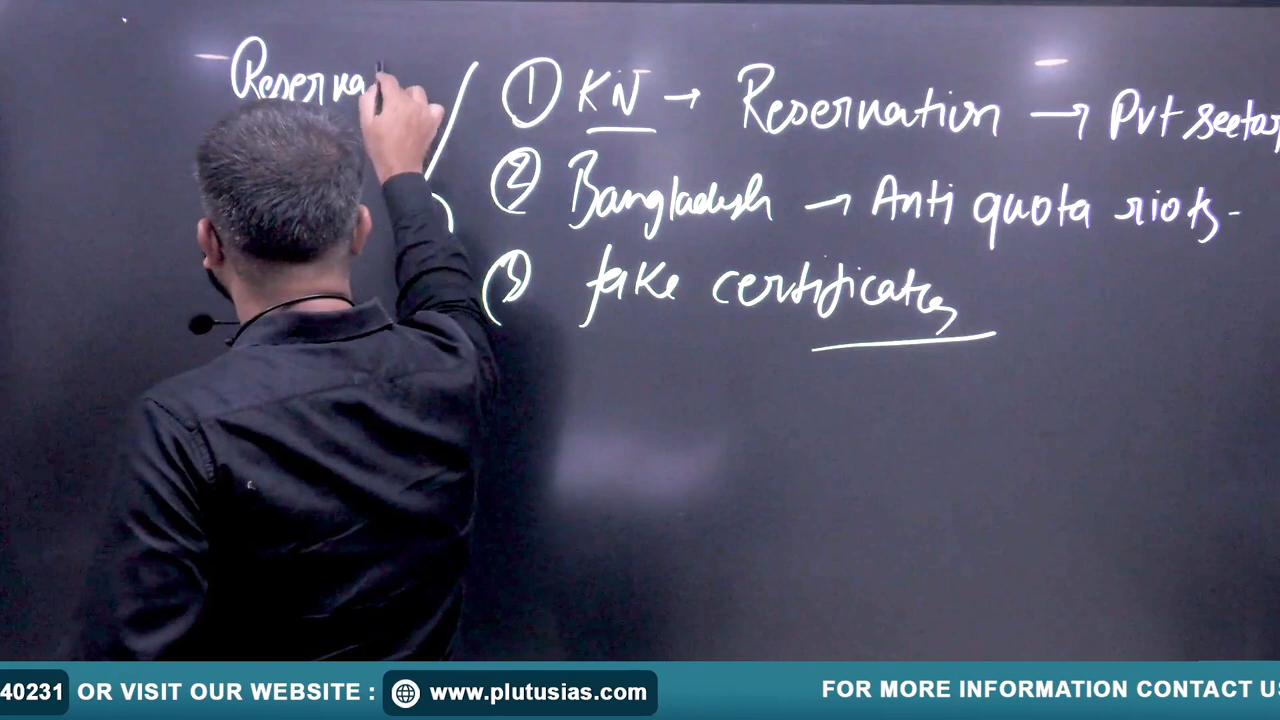 Reserva
① KN → Reservation → Pvt sector
② Bangladesh → Anti quota riots-
③ fake certificates
40231 OR VISIT OUR WEBSITE : www.plutusias.com FOR MORE INFORMATION CONTACT US